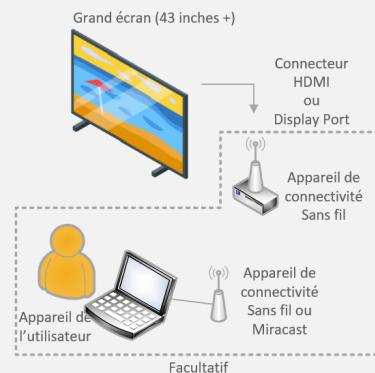 Grand écran (43 inches +)
Connecteur
HDMI
ou
Display Port
Appareil de
connectivité
Sans fil
Appareil de
connectivité
Sans fil ou
Miracast
Appareil de
l'utilisateur
Facultatif